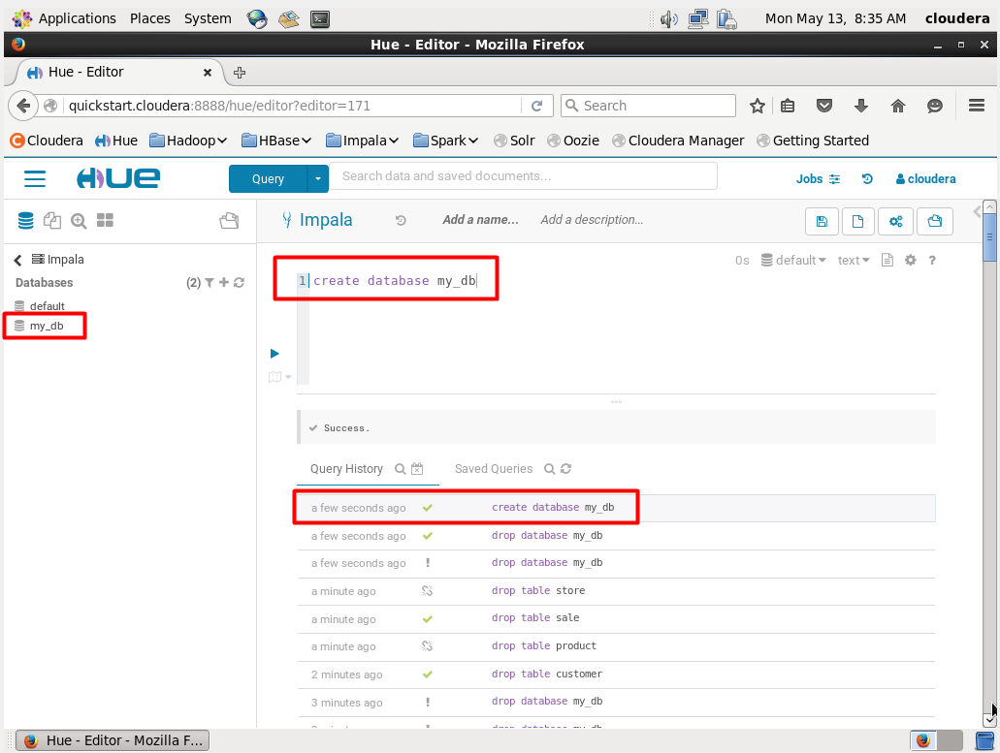 Applications Places System Mon May 13, 8:35 AM cloudera
Hue - Editor - Mozilla Firefox
Hue - Editor
quickstart.cloudera:8888/hue/editor?editor=171 Search
Cloudera Hue Hadoop HBase Impala Spark Solr Oozie Cloudera Manager Getting Started
HUE Query Search data and saved documents... Jobs cloudera
Impala Add a name... Add a description...
Impala 0s default text ?
Databases (2)
1 create database my_db
default
my_db
Success.
Query History Saved Queries
a few seconds ago create database my_db
a few seconds ago drop database my_db
a few seconds ago ! drop database my_db
a minute ago drop table store
a minute ago drop table sale
a minute ago drop table product
2 minutes ago drop table customer
3 minutes ago ! drop database my_db
drop database my_db
Hue - Editor - Mozilla F...